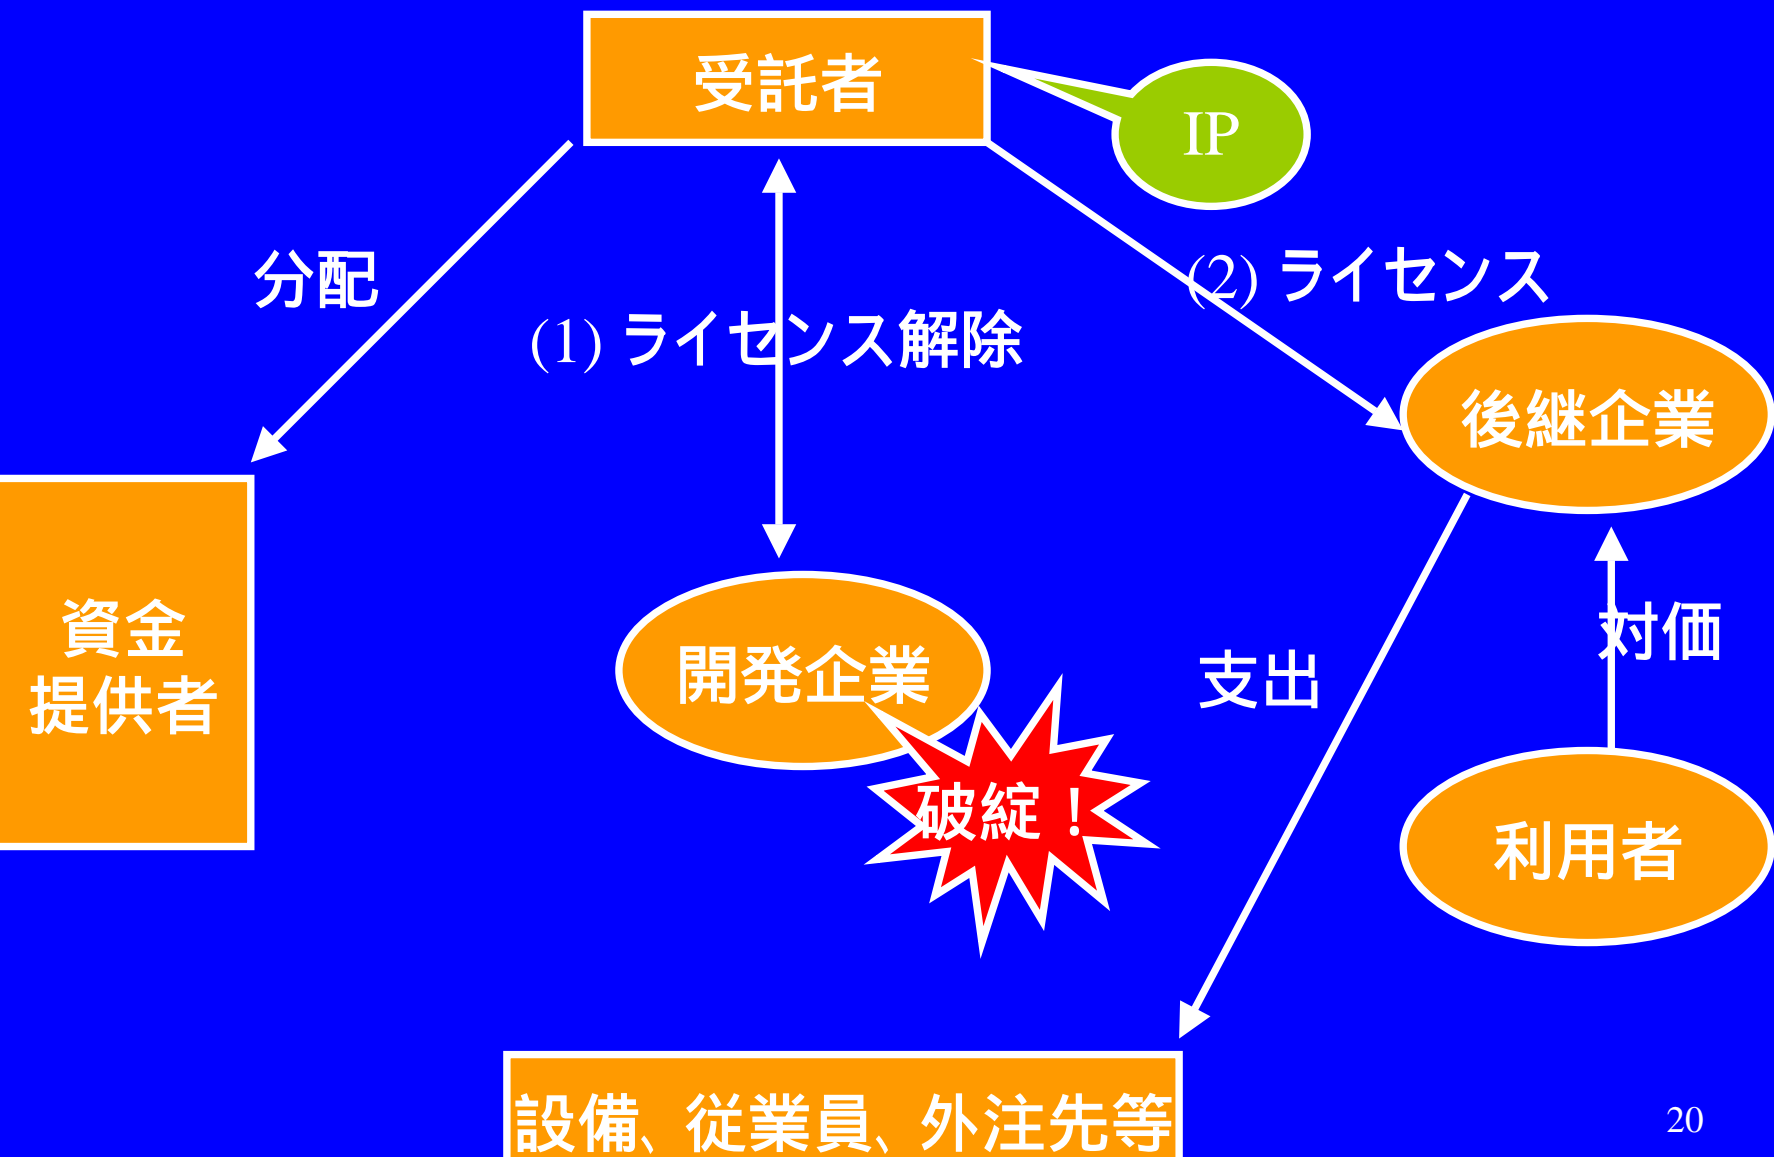 受託者
IP
分配
(2) ライセンス
(1) ライセンス解除
後継企業
資金
提供者
開発企業
対価
支出
破綻！
利用者
設備、従業員、外注先等
20